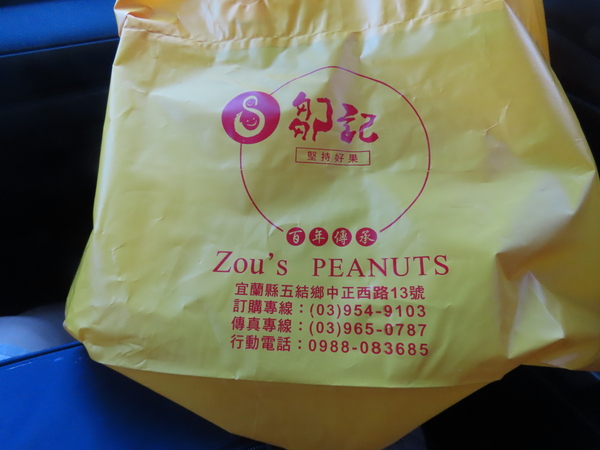 鄒記
堅持好果
百年傳承
Zou's PEANUTS
宜蘭縣五結鄉中正西路13號
訂購專線：(03)954-9103
傳真專線：(03)965-0787
行動電話：0988-083685